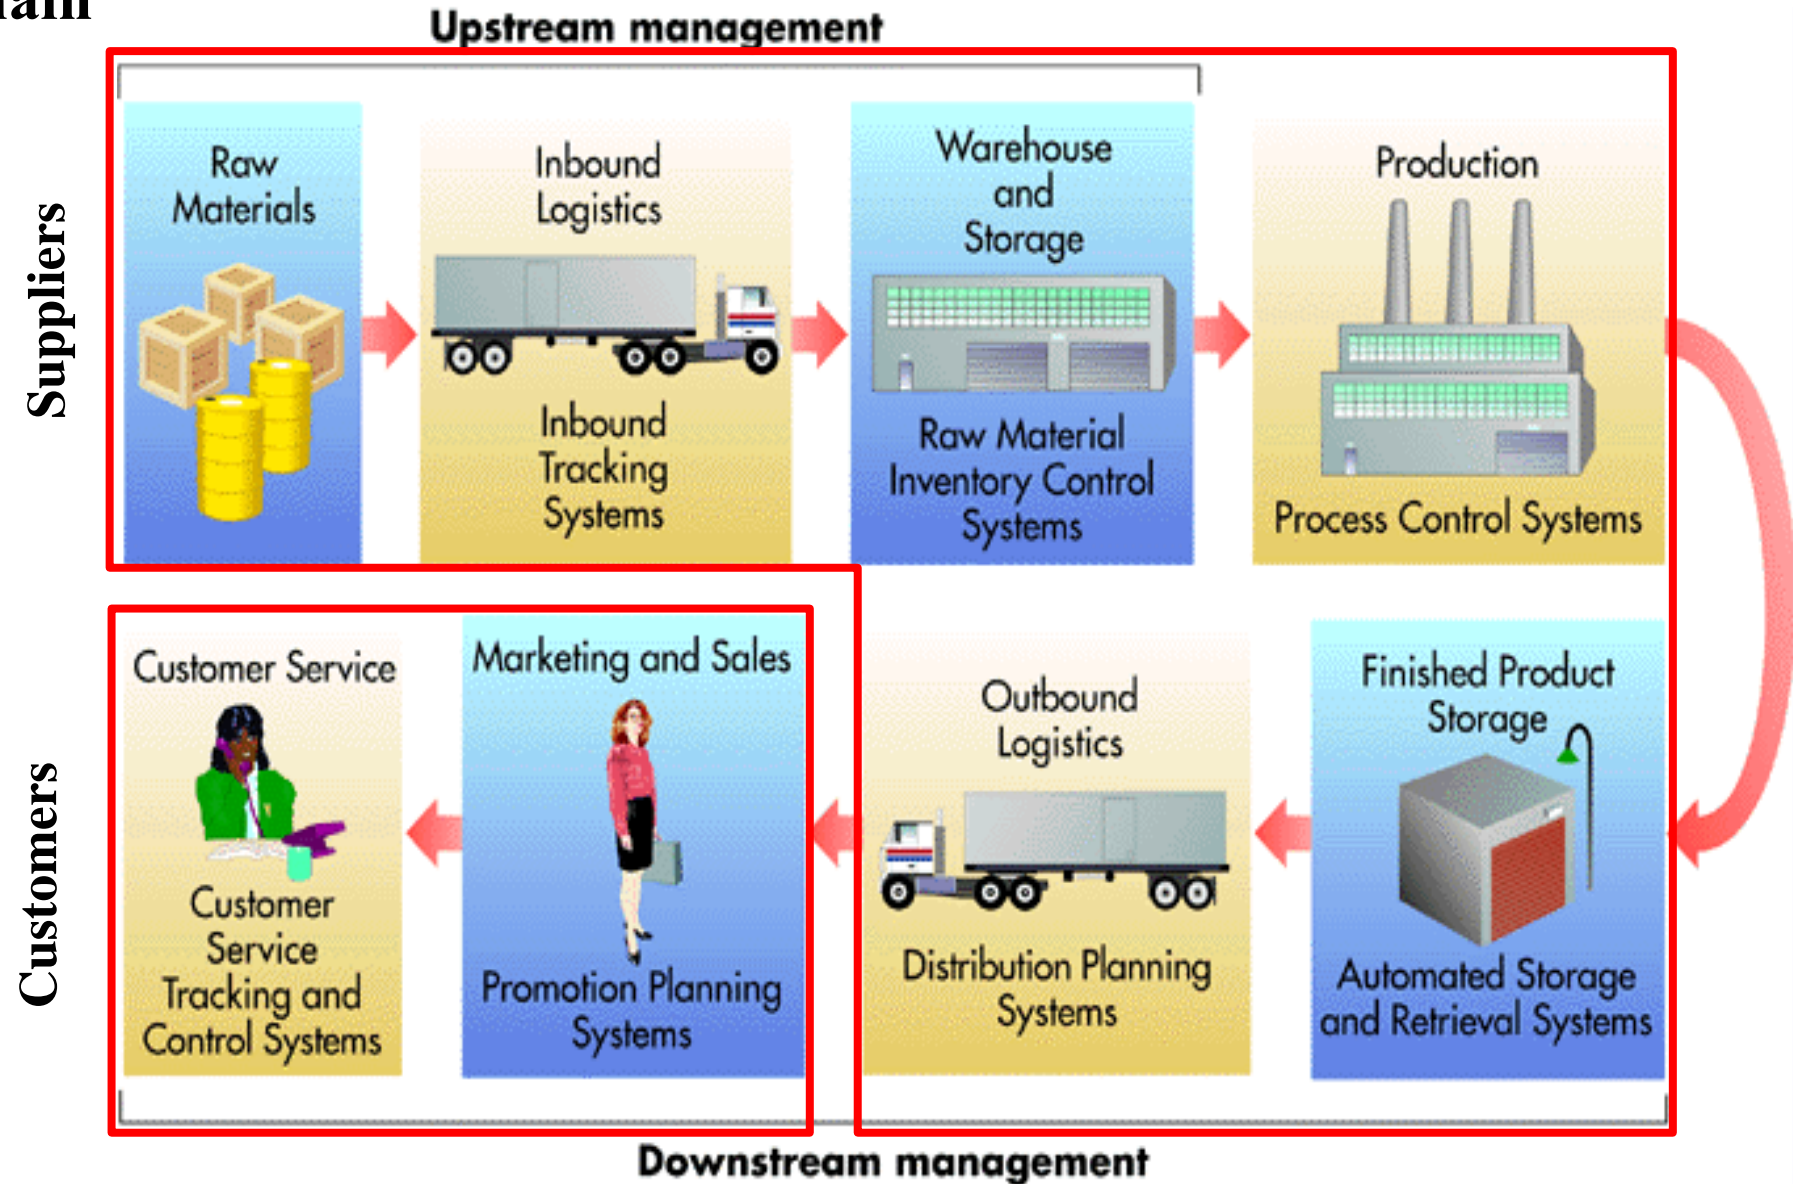 Upstream management
Suppliers
Raw
Materials
Inbound
Logistics
Inbound
Tracking
Systems
Warehouse
and
Storage
Raw Material
Inventory Control
Systems
Production
Process Control Systems
Customers
Customer Service
Customer
Service
Tracking and
Control Systems
Marketing and Sales
Promotion Planning
Systems
Outbound
Logistics
Distribution Planning
Systems
Finished Product
Storage
Automated Storage
and Retrieval Systems
Downstream management